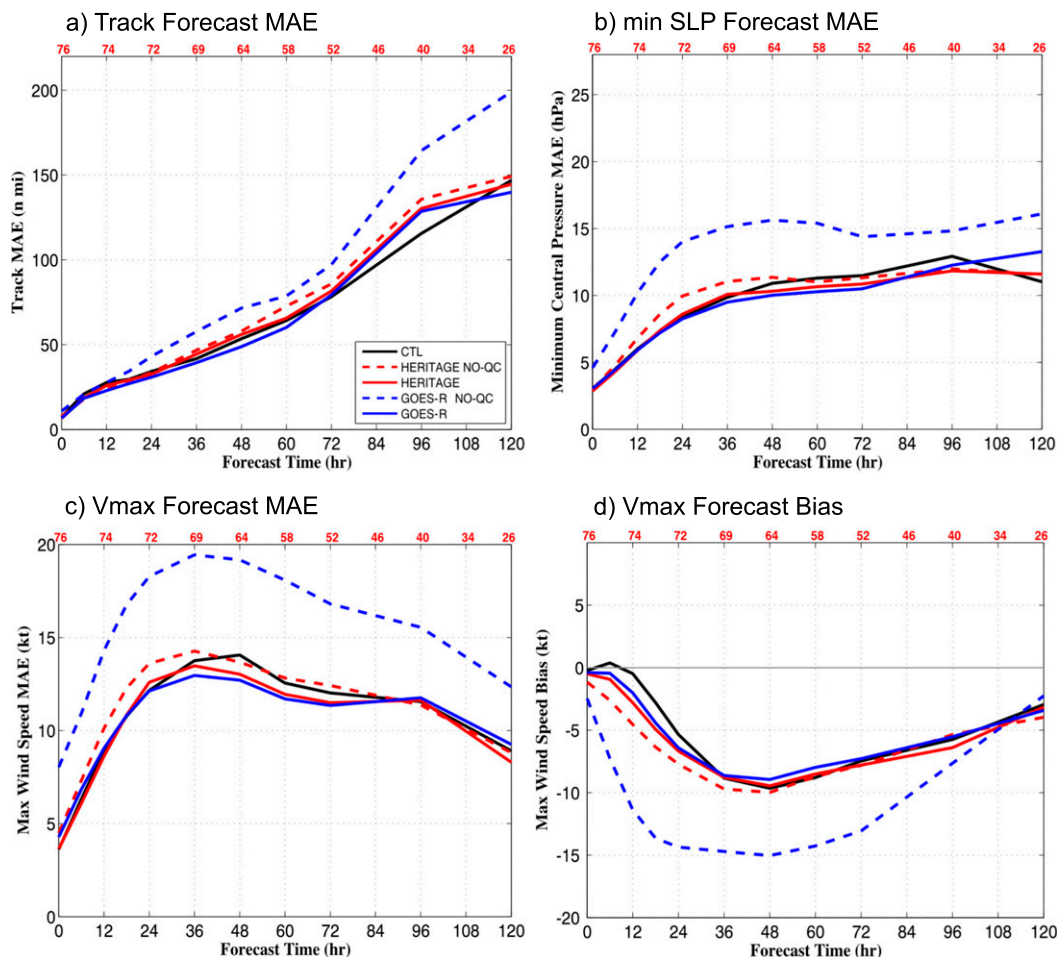 a) Track Forecast MAE
76 74 72 69 64 58 52 46 40 34 26
200
150
100
50
0
Track MAE (n mi)
CTL
HERITAGE NO-QC
HERITAGE
GOES-R NO-QC
GOES-R
0 12 24 36 48 60 72 84 96 108 120
Forecast Time (hr)
b) min SLP Forecast MAE
76 74 72 69 64 58 52 46 40 34 26
25
20
15
10
5
0
Minimum Central Pressure MAE (hPa)
0 12 24 36 48 60 72 84 96 108 120
Forecast Time (hr)
c) Vmax Forecast MAE
76 74 72 69 64 58 52 46 40 34 26
20
15
10
5
0
Max Wind Speed MAE (kt)
0 12 24 36 48 60 72 84 96 108 120
Forecast Time (hr)
d) Vmax Forecast Bias
76 74 72 69 64 58 52 46 40 34 26
5
0
-5
-10
-15
-20
Max Wind Speed Bias (kt)
0 12 24 36 48 60 72 84 96 108 120
Forecast Time (hr)